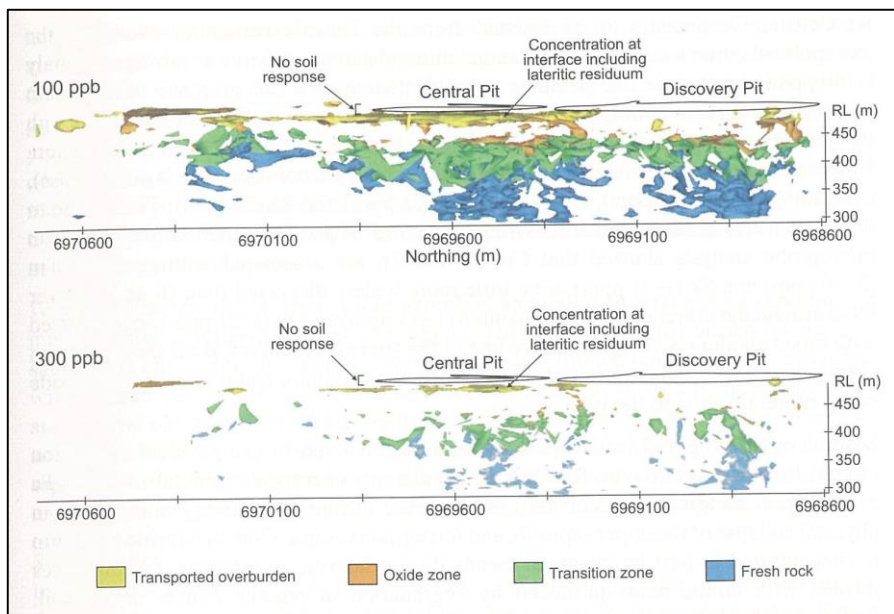 100 ppb
No soil
response
Concentration at
interface including
lateritic residuum
Central Pit
Discovery Pit
RL (m)
450
400
350
300
6970600
6970100
6969600
6969100
6968600
Northing (m)
300 ppb
No soil
response
Concentration at
interface including
lateritic residuum
Central Pit
Discovery Pit
RL (m)
450
400
350
300
6970600
6970100
6969600
6969100
6968600
Transported overburden
Oxide zone
Transition zone
Fresh rock